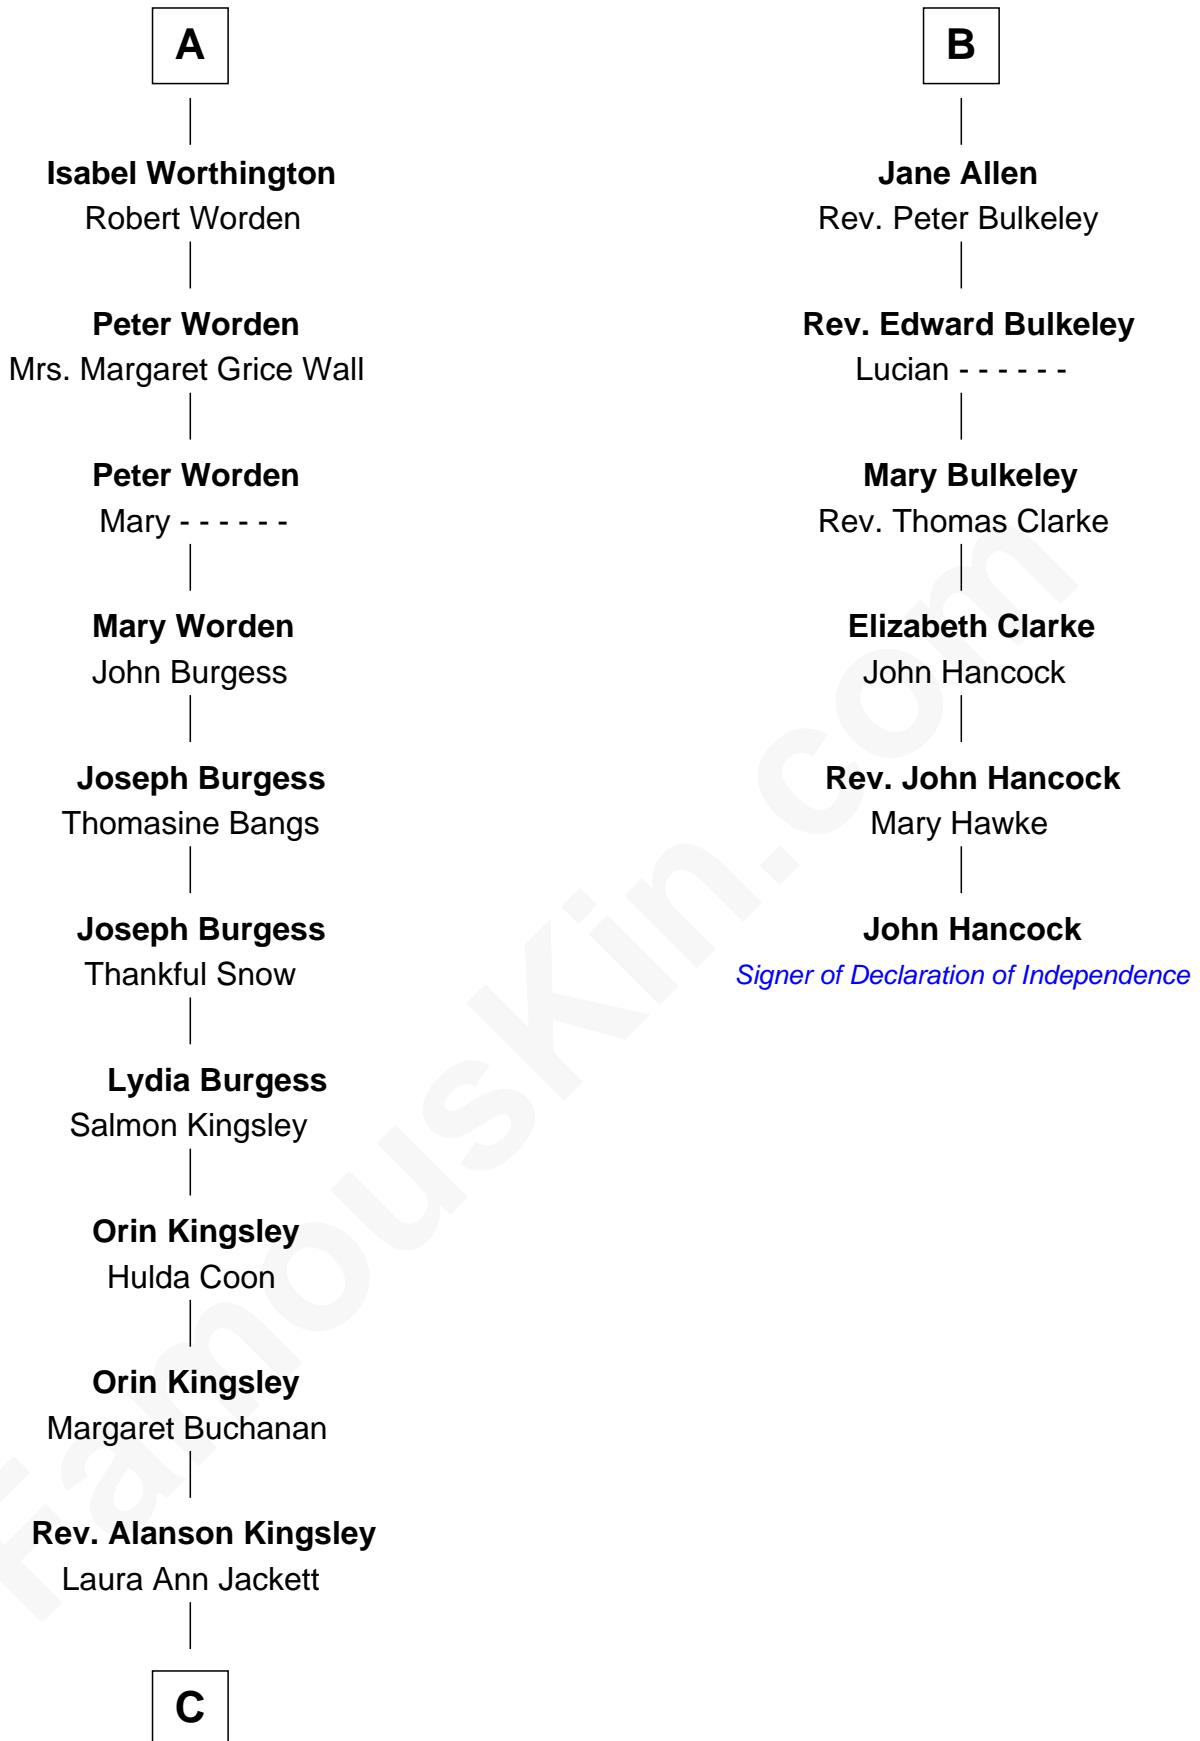 A
Isabel Worthington
Robert Worden
Peter Worden
Mrs. Margaret Grice Wall
Peter Worden
Mary - - - - - -
Mary Worden
John Burgess
Joseph Burgess
Thomasine Bangs
Joseph Burgess
Thankful Snow
Lydia Burgess
Salmon Kingsley
Orin Kingsley
Hulda Coon
Orin Kingsley
Margaret Buchanan
Rev. Alanson Kingsley
Laura Ann Jackett
C
B
Jane Allen
Rev. Peter Bulkeley
Rev. Edward Bulkeley
Lucian - - - - - -
Mary Bulkeley
Rev. Thomas Clarke
Elizabeth Clarke
John Hancock
Rev. John Hancock
Mary Hawke
John Hancock
Signer of Declaration of Independence
FamousKin.com